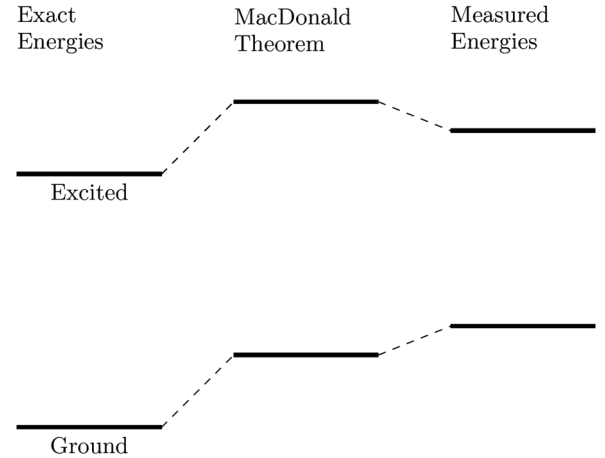 Exact
Energies
MacDonald
Theorem
Measured
Energies
Excited
Ground